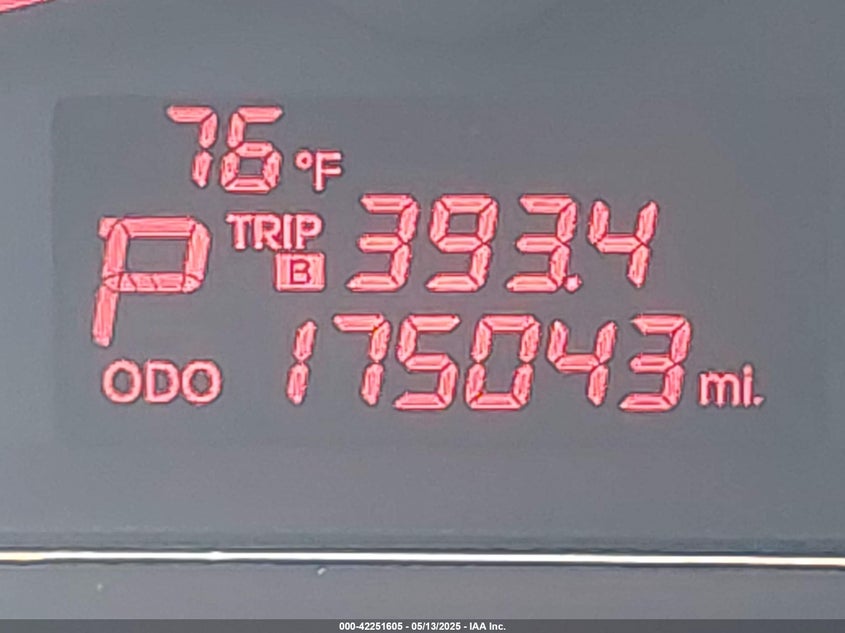 76°F
P TRIP B 393.4
ODO 175043 mi.
000-42251605 - 05/13/2025 - IAA Inc.